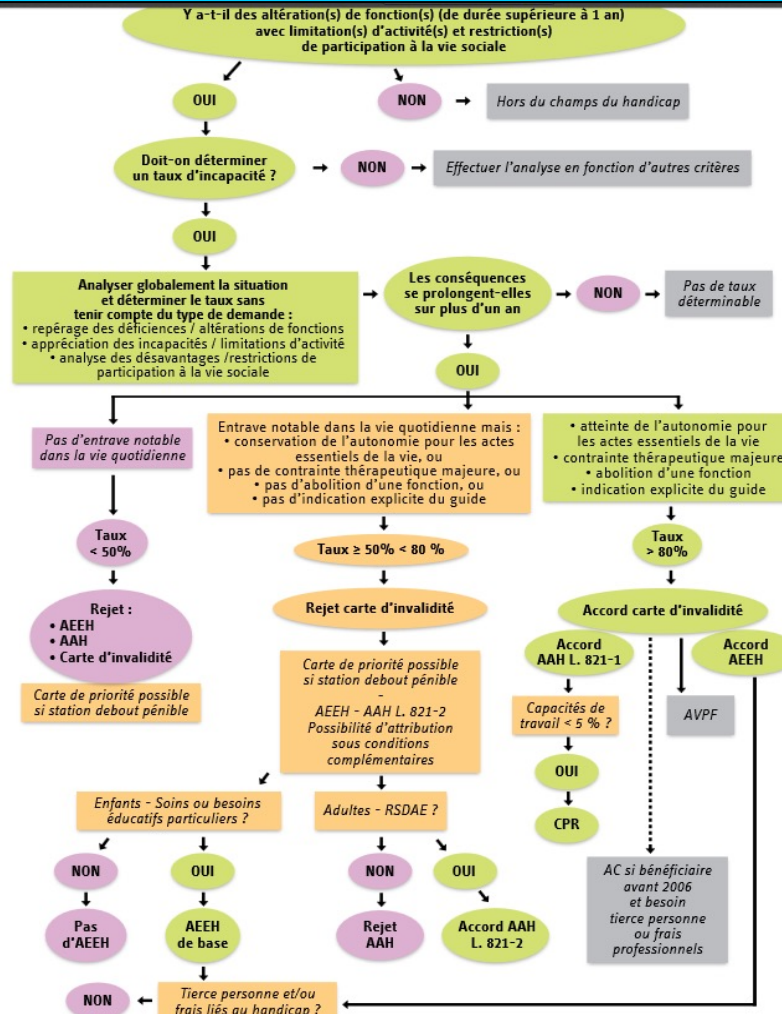 Y a-t-il des altération(s) de fonction(s) (de durée supérieure à 1 an)
avec limitation(s) d'activité(s) et restriction(s)
de participation à la vie sociale
OUI
NON
Hors du champs du handicap
Doit-on déterminer
un taux d'incapacité ?
NON
Effectuer l'analyse en fonction d'autres critères
OUI
Analyser globalement la situation
et déterminer le taux sans
tenir compte du type de demande :
• repérage des déficiences / altérations de fonctions
• appréciation des incapacités / limitations d'activité
• analyse des désavantages /restrictions de
participation à la vie sociale
Les conséquences
se prolongent-elles
sur plus d'un an
NON
Pas de taux
déterminable
OUI
Pas d'entrave notable
dans la vie quotidienne
Entrave notable dans la vie quotidienne mais :
• conservation de l'autonomie pour les actes
essentiels de la vie, ou
• pas de contrainte thérapeutique majeure, ou
• pas d'abolition d'une fonction, ou
• pas d'indication explicite du guide
• atteinte de l'autonomie pour
les actes essentiels de la vie
• contrainte thérapeutique majeure
• abolition d'une fonction
• indication explicite du guide
Taux
< 50%
Taux ≥ 50% < 80 %
Taux
> 80%
Rejet :
• AEEH
• AAH
• Carte d'invalidité
Carte de priorité possible
si station debout pénible
Rejet carte d'invalidité
Carte de priorité possible
si station debout pénible
-
AEEH - AAH L. 821-2
Possibilité d'attribution
sous conditions
complémentaires
Accord carte d'invalidité
Accord
AAH L. 821-1
Accord
AEEH
Capacités de
travail < 5 % ?
AVPF
OUI
CPR
AC si bénéficiaire
avant 2006
et besoin
tierce personne
ou frais
professionnels
Enfants - Soins ou besoins
éducatifs particuliers ?
Adultes - RSDAE ?
NON
OUI
NON
OUI
Pas
d'AEEH
AEEH
de base
Rejet
AAH
Accord AAH
L. 821-2
NON
Tierce personne et/ou
frais liés au handicap ?